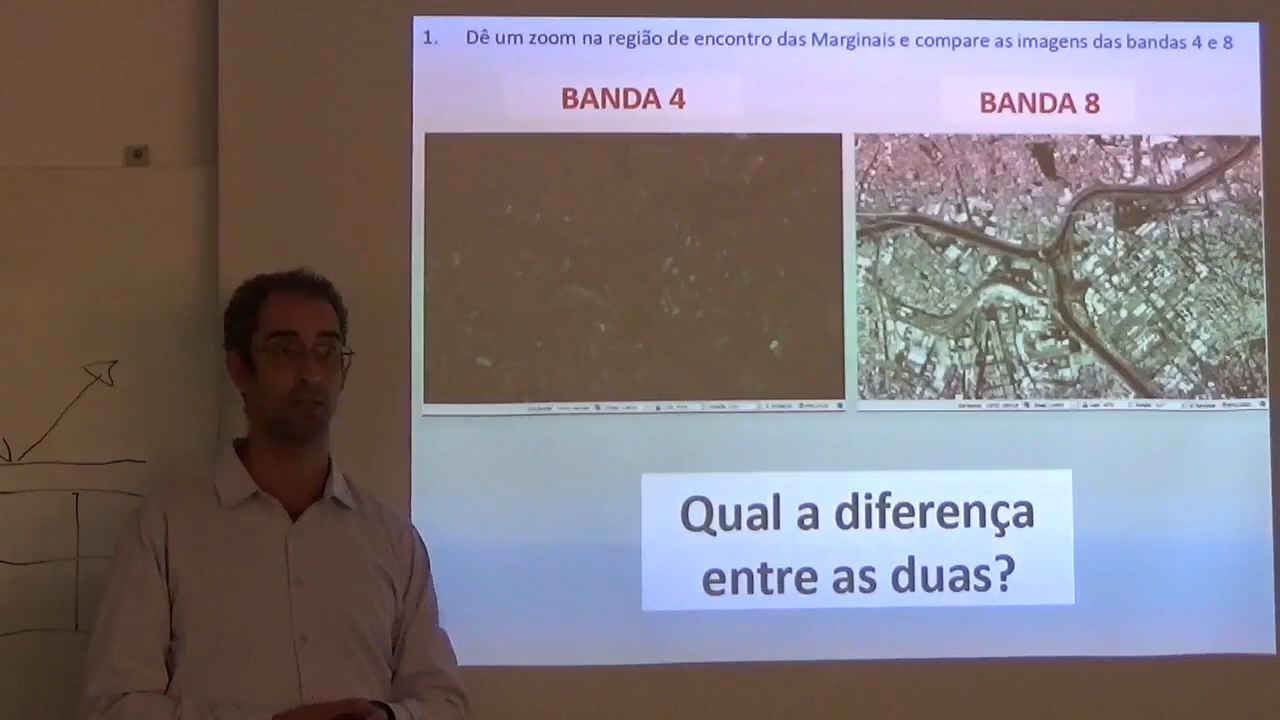 1. Dê um zoom na região de encontro das Marginais e compare as imagens das bandas 4 e 8
BANDA 4
BANDA 8
Qual a diferença
entre as duas?